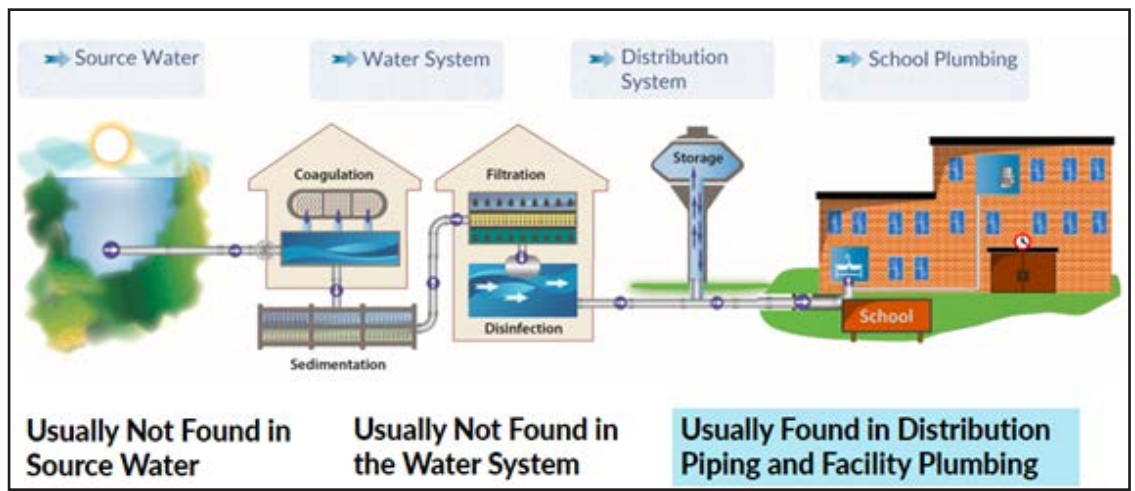 Source Water
Water System
Distribution
System
School Plumbing
Coagulation
Filtration
Storage
Disinfection
School
Sedimentation
Usually Not Found in
Source Water
Usually Not Found in
the Water System
Usually Found in Distribution
Piping and Facility Plumbing